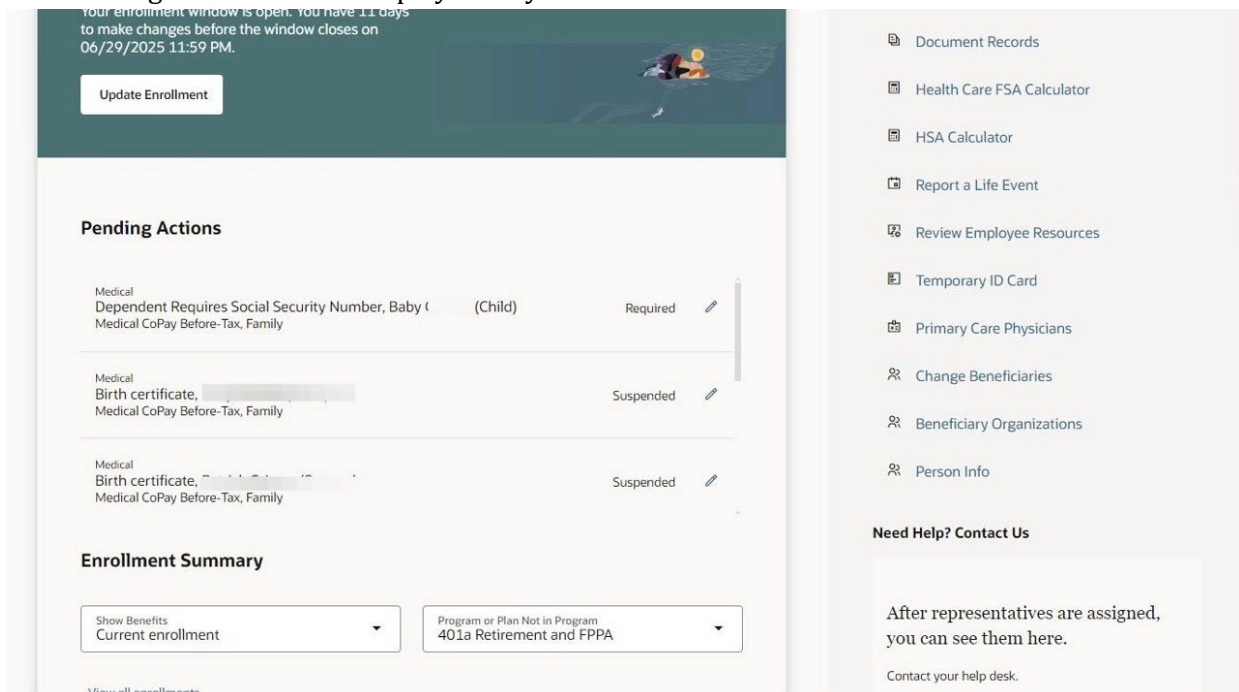 Your enrollment window is open. You have 11 days
to make changes before the window closes on
06/29/2025 11:59 PM.
Update Enrollment
Pending Actions
Medical
Dependent Requires Social Security Number, Baby (Child)
Medical CoPay Before-Tax, Family
Required
Medical
Birth certificate,
Medical CoPay Before-Tax, Family
Suspended
Medical
Birth certificate,
Medical CoPay Before-Tax, Family
Suspended
Enrollment Summary
Show Benefits
Current enrollment
Program or Plan Not in Program
401a Retirement and FPPA
View all enrollments
Document Records
Health Care FSA Calculator
HSA Calculator
Report a Life Event
Review Employee Resources
Temporary ID Card
Primary Care Physicians
Change Beneficiaries
Beneficiary Organizations
Person Info
Need Help? Contact Us
After representatives are assigned,
you can see them here.
Contact your help desk.